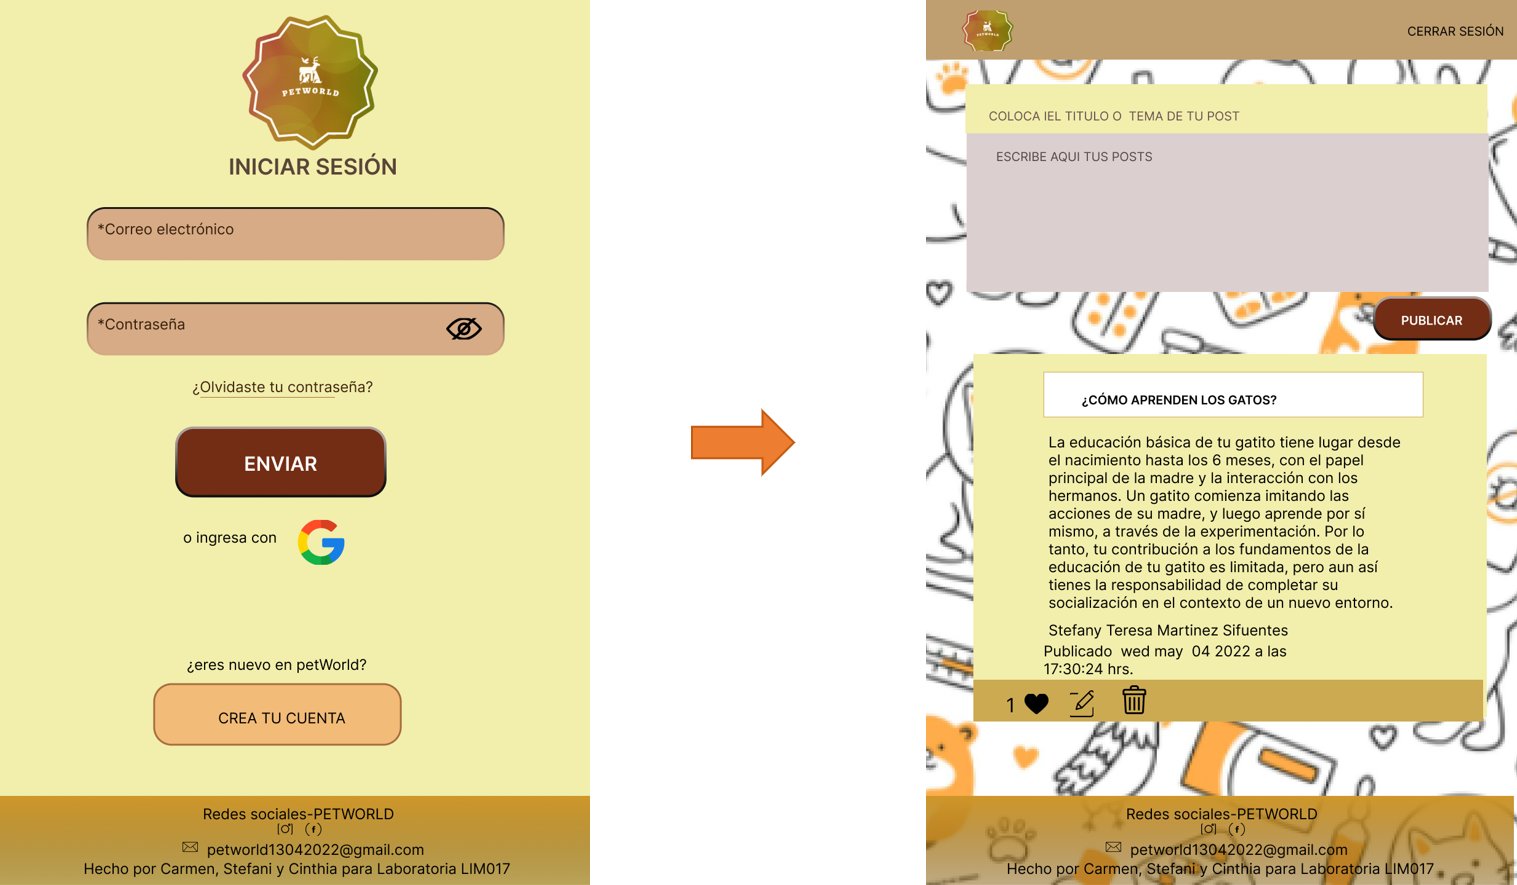 PETWORLD
INICIAR SESIÓN
*Correo electrónico
*Contraseña
¿Olvidaste tu contraseña?
ENVIAR
o ingresa con
¿eres nuevo en petWorld?
CREA TU CUENTA
Redes sociales-PETWORLD
petworld13042022@gmail.com
Hecho por Carmen, Stefani y Cinthia para Laboratoria LIM017
PETWORLD
CERRAR SESIÓN
COLOCA IEL TITULO O TEMA DE TU POST
ESCRIBE AQUI TUS POSTS
PUBLICAR
¿CÓMO APRENDEN LOS GATOS?
La educación básica de tu gatito tiene lugar desde
el nacimiento hasta los 6 meses, con el papel
principal de la madre y la interacción con los
hermanos. Un gatito comienza imitando las
acciones de su madre, y luego aprende por sí
mismo, a través de la experimentación. Por lo
tanto, tu contribución a los fundamentos de la
educación de tu gatito es limitada, pero aun así
tienes la responsabilidad de completar su
socialización en el contexto de un nuevo entorno.
Stefany Teresa Martinez Sifuentes
Publicado wed may 04 2022 a las
17:30:24 hrs.
1
Redes sociales-PETWORLD
petworld13042022@gmail.com
Hecho por Carmen, Stefani y Cinthia para Laboratoria LIM017